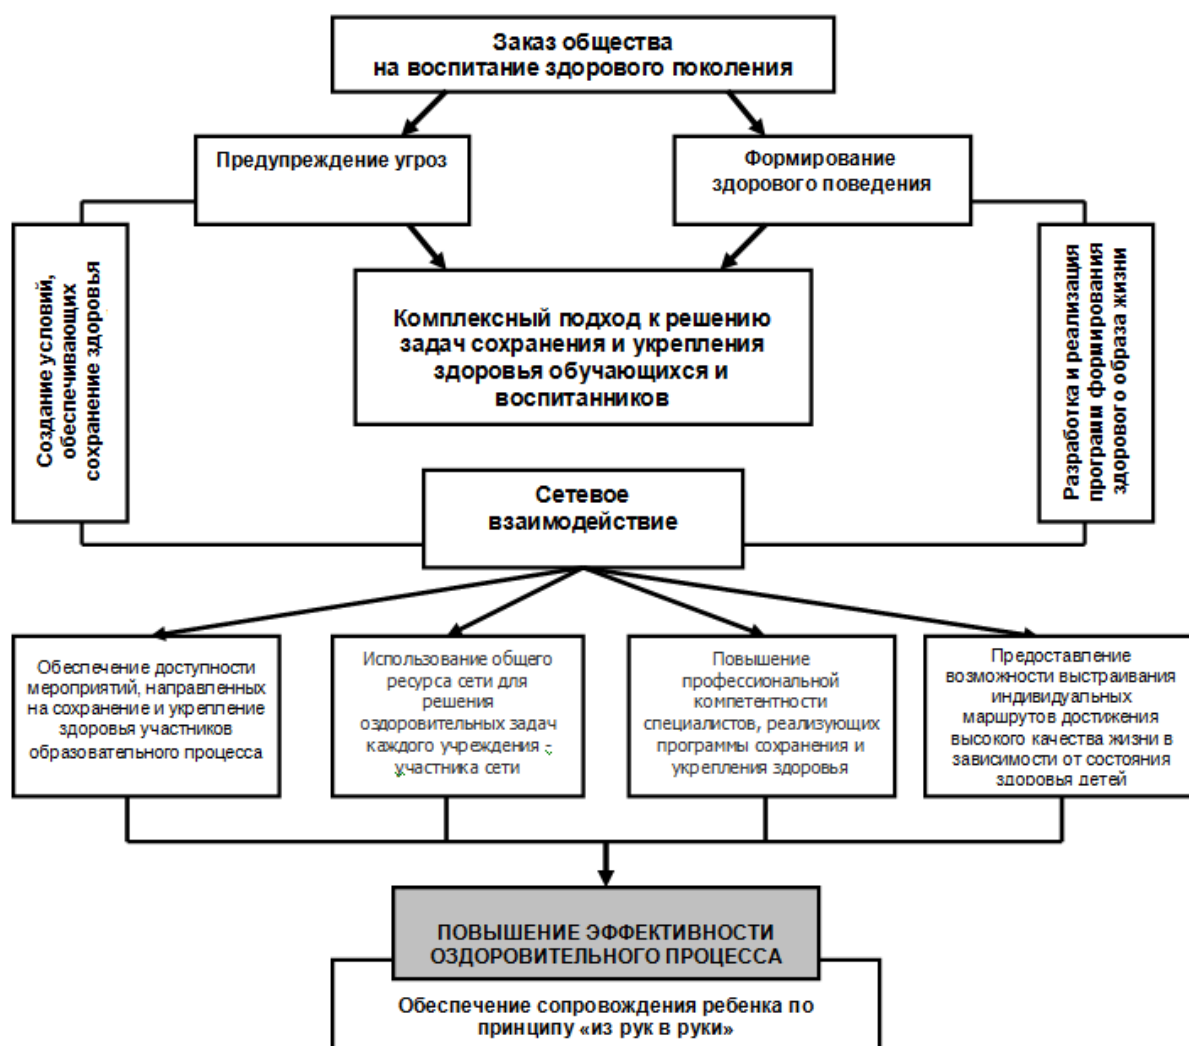 Заказ общества
на воспитание здорового поколения
Предупреждение угроз
Формирование
здорового поведения
Создание условий,
обеспечивающих
сохранение здоровья
Комплексный подход к решению
задач сохранения и укрепления
здоровья обучающихся и
воспитанников
Разработка и реализация
программ формирования
здорового образа жизни
Сетевое
взаимодействие
Обеспечение доступности
мероприятий, направленных
на сохранение и укрепление
здоровья участников
образовательного процесса
Использование общего
ресурса сети для
решения
оздоровительных задач
каждого учреждения -
участника сети
Повышение
профессиональной
компетентности
специалистов, реализующих
программы сохранения и
укрепления здоровья
Предоставление
возможности выстраивания
индивидуальных
маршрутов достижения
высокого качества жизни в
зависимости от состояния
здоровья детей
ПОВЫШЕНИЕ ЭФФЕКТИВНОСТИ
ОЗДОРОВИТЕЛЬНОГО ПРОЦЕССА
Обеспечение сопровождения ребенка по
принципу «из рук в руки»